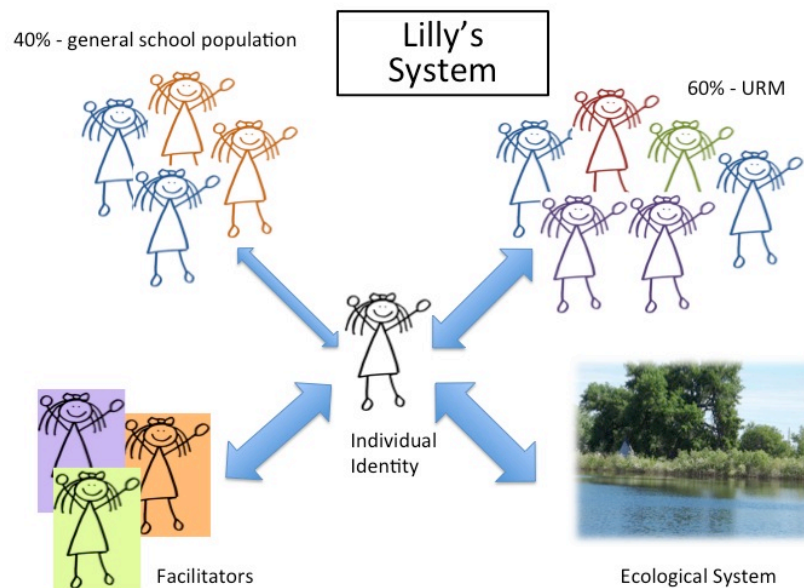 Lilly's
System
40% - general school population
60% - URM
Individual
Identity
Facilitators
Ecological System